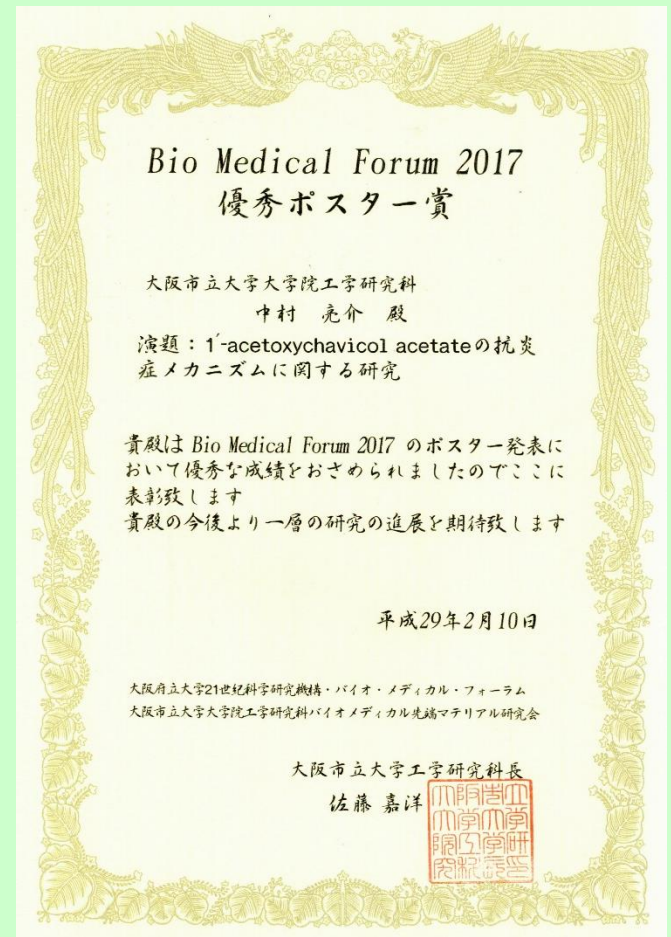 Bio Medical Forum 2017
優秀ポスター賞
大阪市立大学大学院工学研究科
中村 亮介 殿
演題：1′-acetoxychavicol acetateの抗炎
症メカニズムに関する研究
貴殿は Bio Medical Forum 2017 のポスター発表に
おいて優秀な成績をおさめられましたのでここに
表彰致します
貴殿の今後より一層の研究の進展を期待致します
平成29年2月10日
大阪府立大学21世紀科学研究機構・バイオ・メディカル・フォーラム
大阪市立大学大学院工学研究科バイオメディカル先端マテリアル研究会
大阪市立大学工学研究科長
佐藤 嘉洋